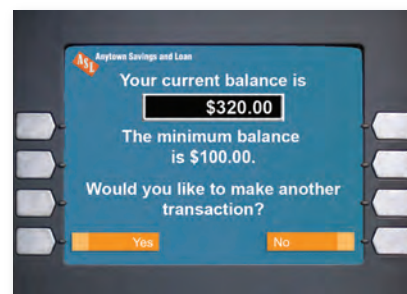 ASL
Anytown Savings and Loan
Your current balance is
$320.00
The minimum balance
is $100.00.
Would you like to make another
transaction?
Yes
No